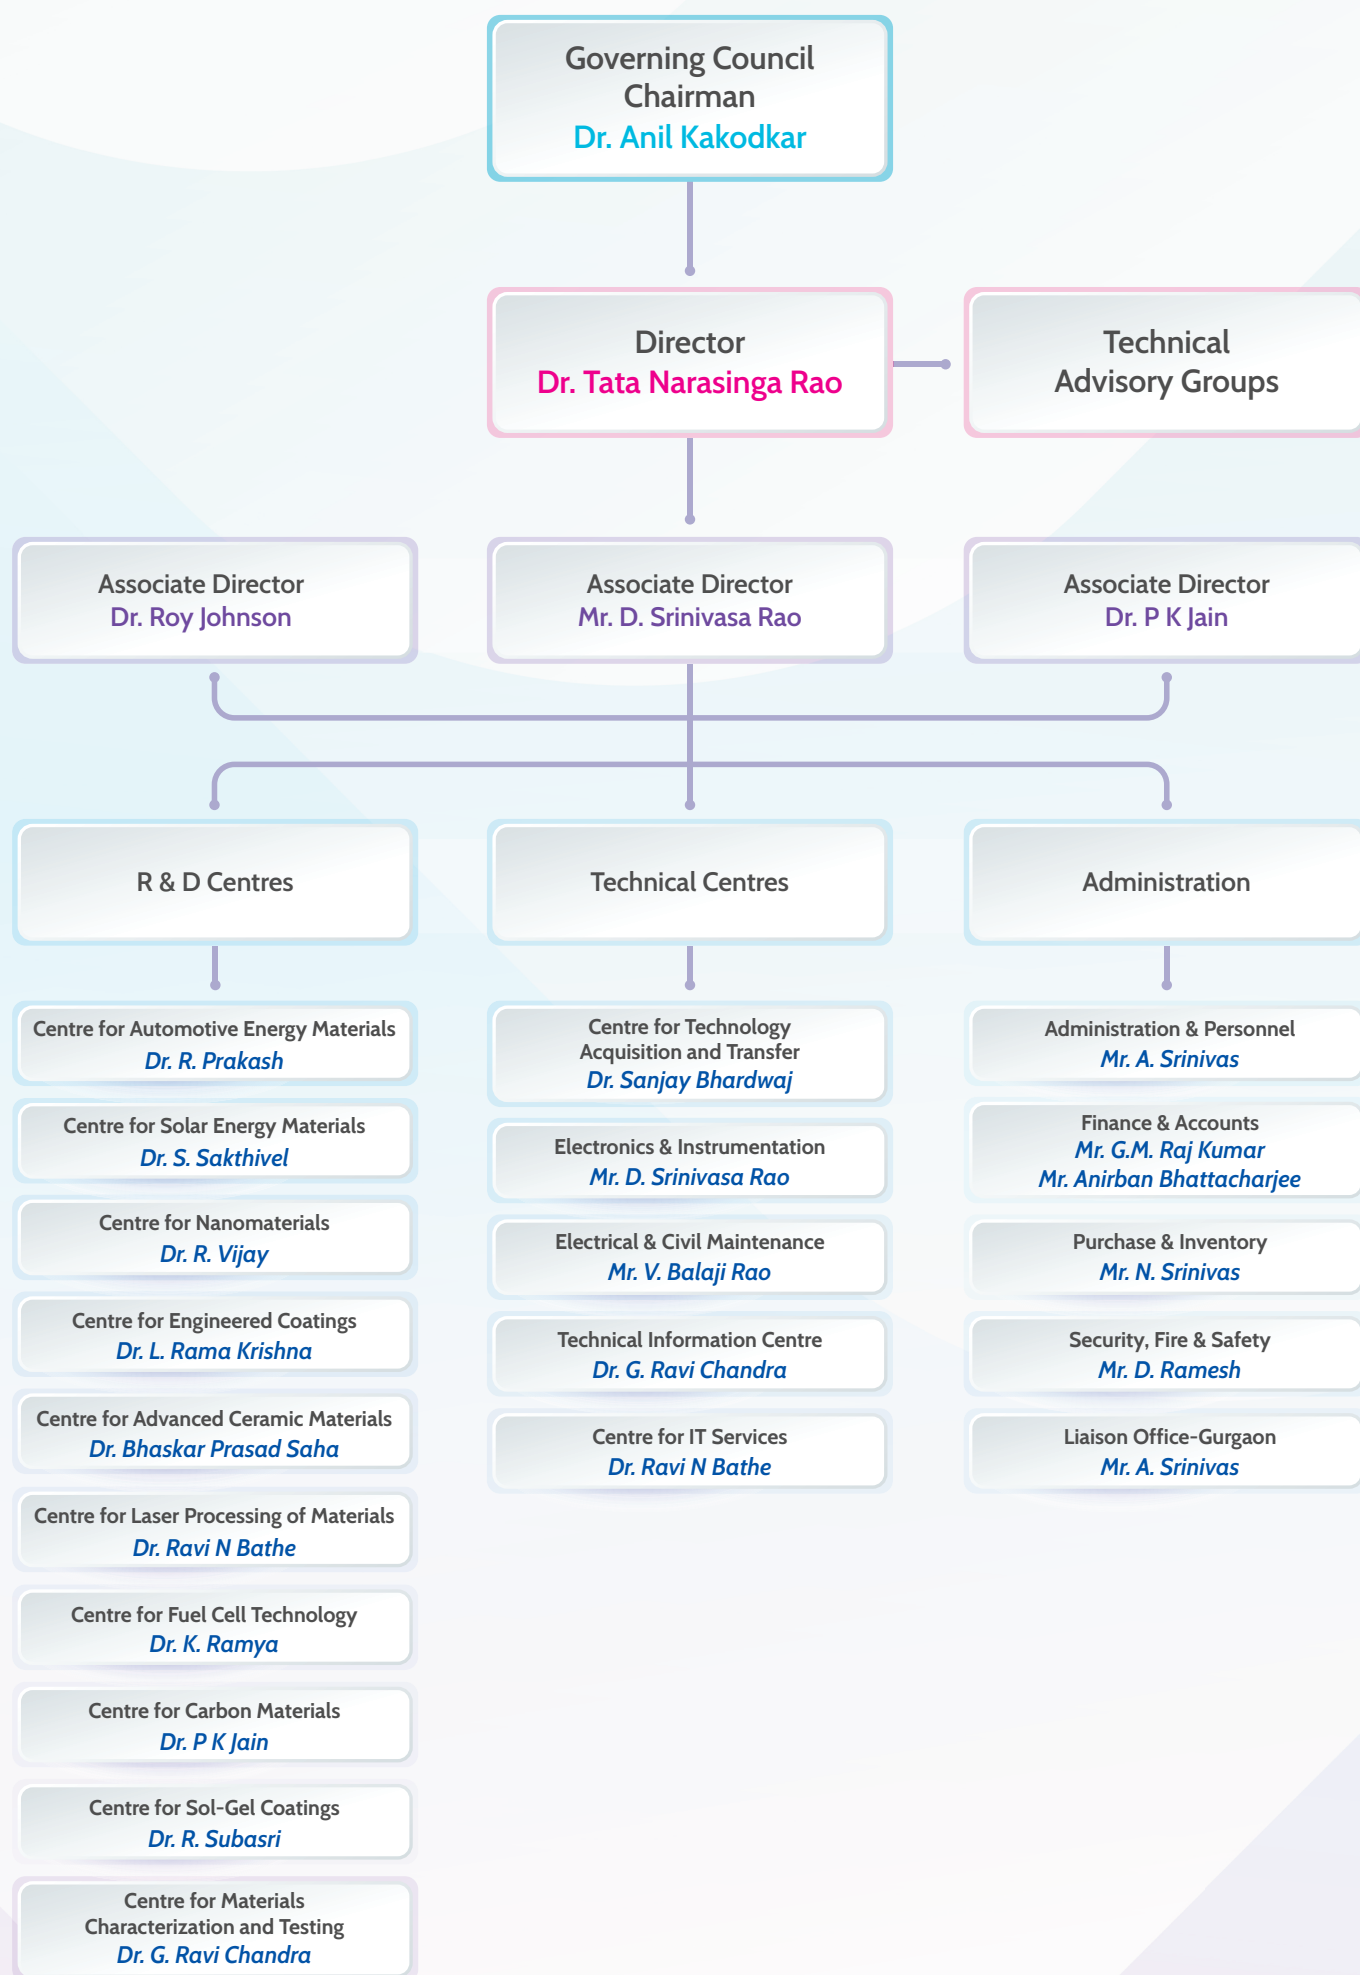 Governing Council
Chairman
Dr. Anil Kakodkar
Director
Dr. Tata Narasinga Rao
Technical
Advisory Groups
Associate Director
Dr. Roy Johnson
Associate Director
Mr. D. Srinivasa Rao
Associate Director
Dr. P K Jain
R & D Centres
Technical Centres
Administration
Centre for Automotive Energy Materials
Dr. R. Prakash
Centre for Solar Energy Materials
Dr. S. Sakthivel
Centre for Nanomaterials
Dr. R. Vijay
Centre for Engineered Coatings
Dr. L. Rama Krishna
Centre for Advanced Ceramic Materials
Dr. Bhaskar Prasad Saha
Centre for Laser Processing of Materials
Dr. Ravi N Bathe
Centre for Fuel Cell Technology
Dr. K. Ramya
Centre for Carbon Materials
Dr. P K Jain
Centre for Sol-Gel Coatings
Dr. R. Subasri
Centre for Materials
Characterization and Testing
Dr. G. Ravi Chandra
Centre for Technology
Acquisition and Transfer
Dr. Sanjay Bhardwaj
Electronics & Instrumentation
Mr. D. Srinivasa Rao
Electrical & Civil Maintenance
Mr. V. Balaji Rao
Technical Information Centre
Dr. G. Ravi Chandra
Centre for IT Services
Dr. Ravi N Bathe
Administration & Personnel
Mr. A. Srinivas
Finance & Accounts
Mr. G.M. Raj Kumar
Mr. Anirban Bhattacharjee
Purchase & Inventory
Mr. N. Srinivas
Security, Fire & Safety
Mr. D. Ramesh
Liaison Office-Gurgaon
Mr. A. Srinivas